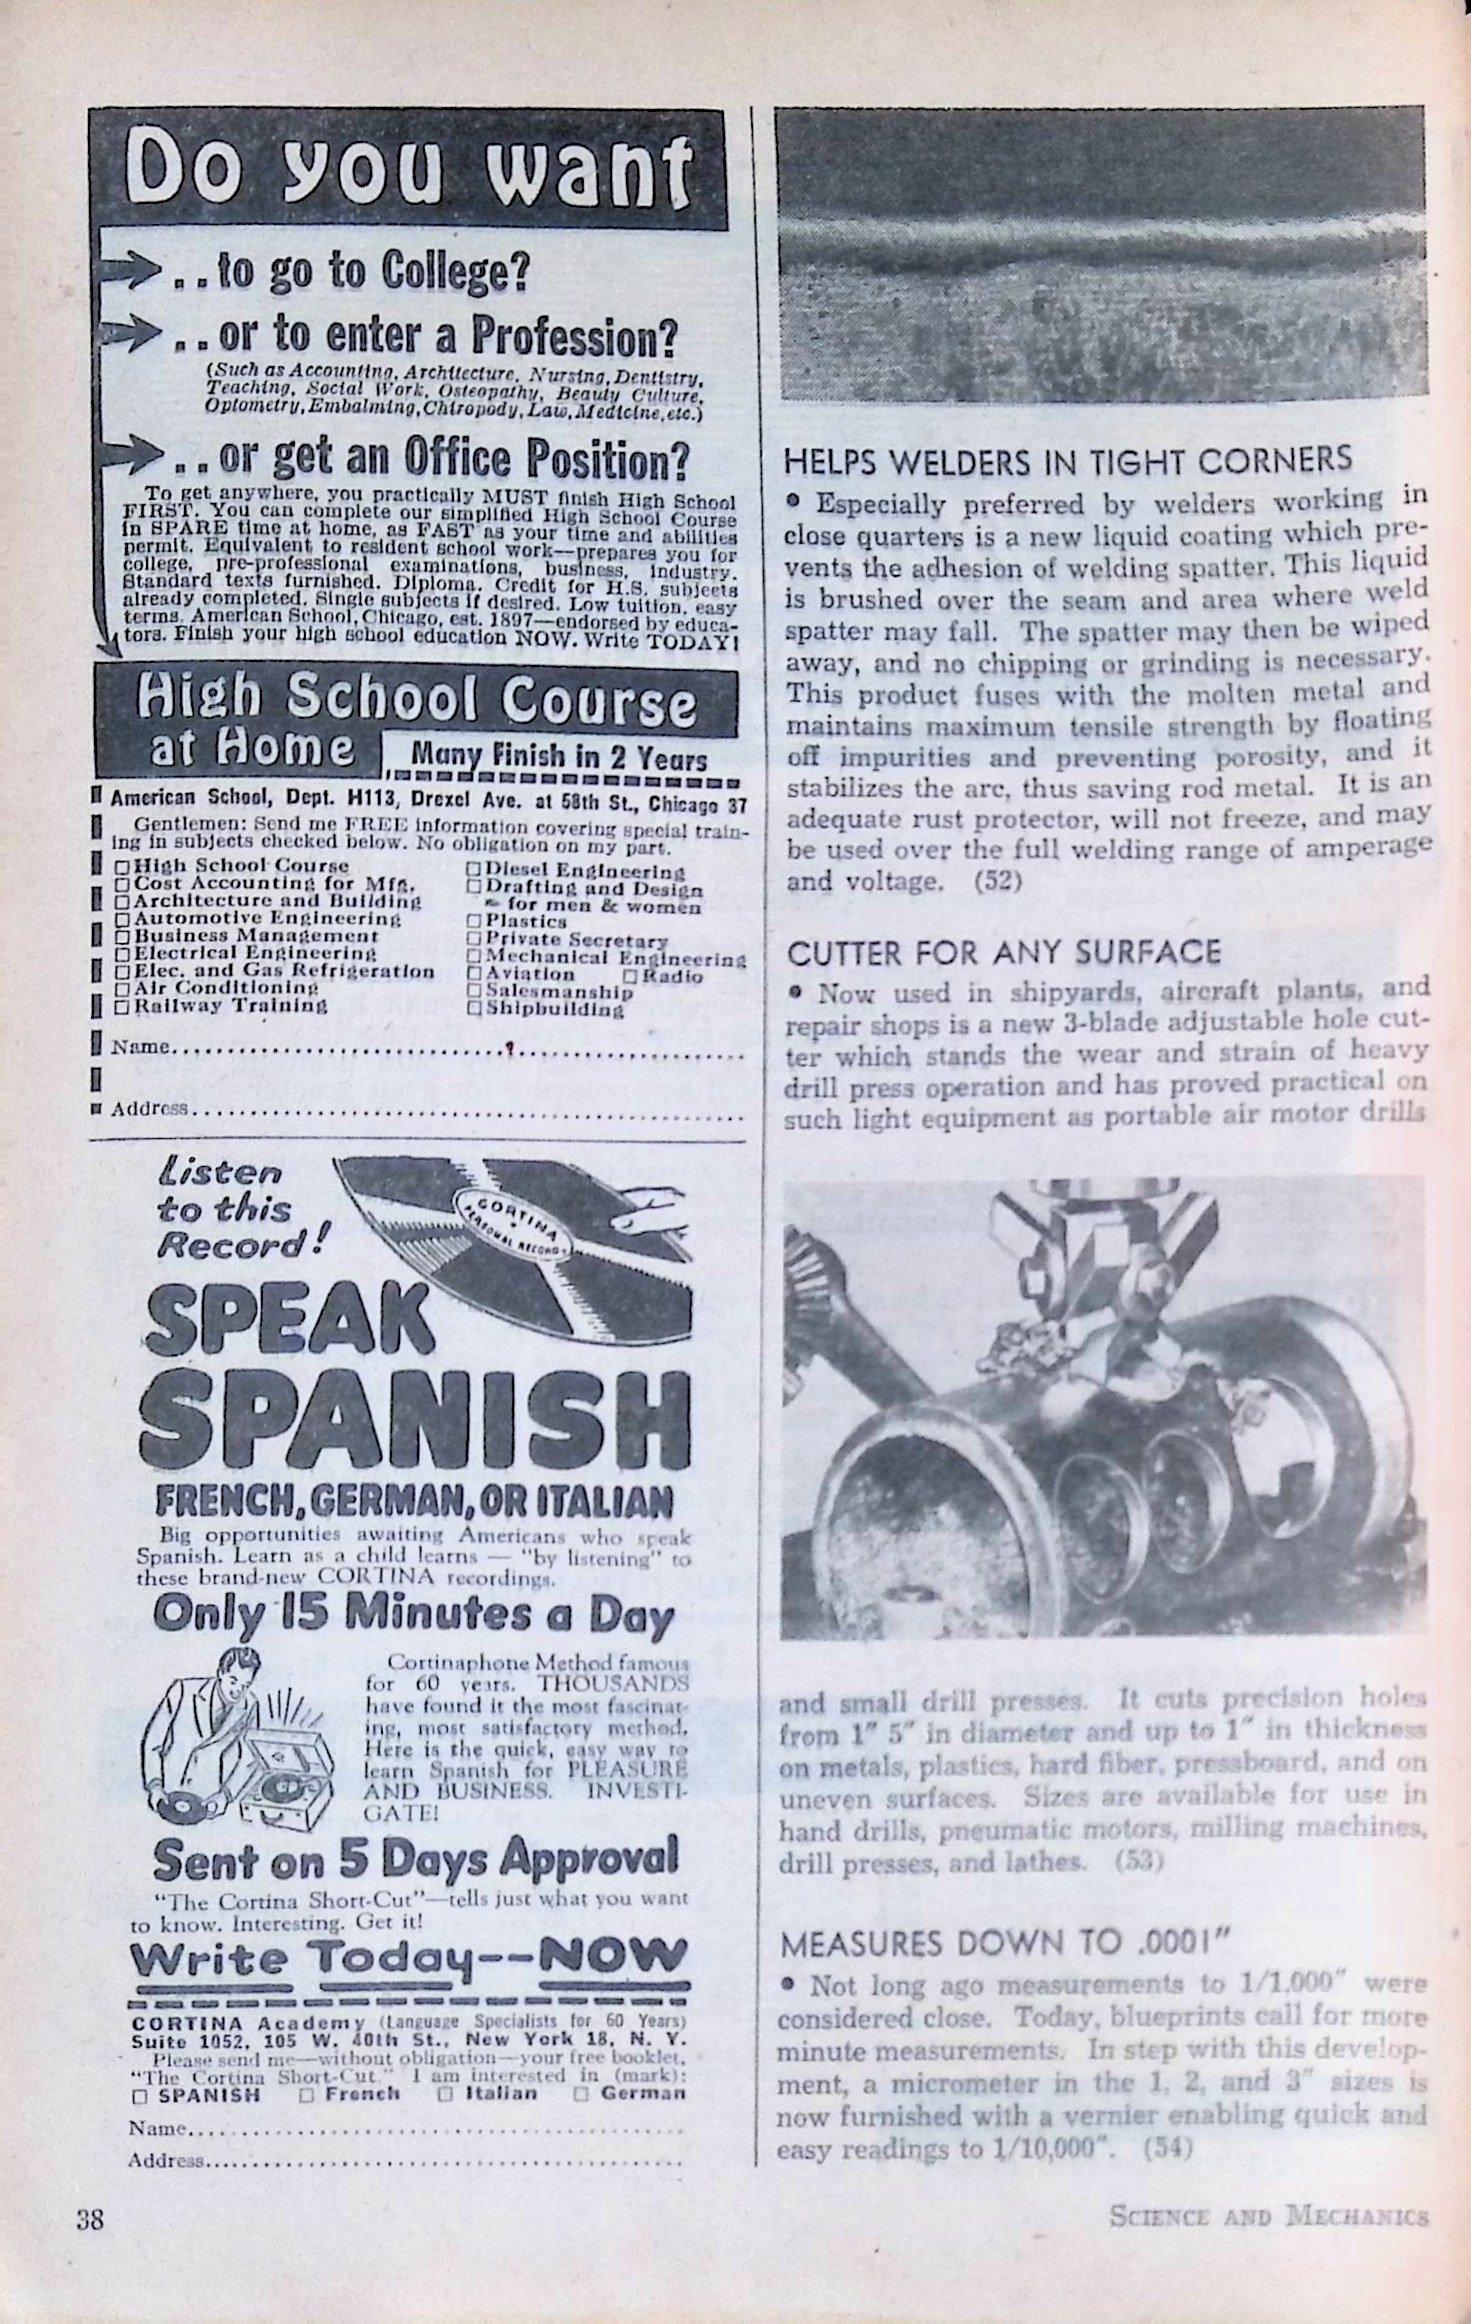 Do you want
. . to go to College?
. . or to enter a Profession?
(Such as Accounting, Architecture, Nursing, Dentistry,
Teaching, Social Work, Osteopathy, Beauty Culture,
Optometry, Embalming, Chiropody, Law, Medicine, etc.)
. . or get an Office Position?
To get anywhere, you practically MUST finish High School
FIRST. You can complete our simplified High School Course
in SPARE time at home, as FAST as your time and abilities
permit. Equivalent to resident school work—prepares you for
college, pre-professional examinations, business, industry.
Standard texts furnished. Diploma. Credit for H.S. subjects
already completed. Single subjects if desired. Low tuition, easy
terms. American School, Chicago, est. 1897—endorsed by educa-
tors. Finish your high school education NOW. Write TODAY!
High School Course
at Home
Many Finish in 2 Years
American School, Dept. H113, Drexel Ave. at 58th St., Chicago 37
Gentlemen: Send me FREE information covering special train-
ing in subjects checked below. No obligation on my part.
☐ High School Course
☐ Cost Accounting for Mfg.
☐ Architecture and Building
☐ Automotive Engineering
☐ Business Management
☐ Electrical Engineering
☐ Elec. and Gas Refrigeration
☐ Air Conditioning
☐ Railway Training
☐ Diesel Engineering
☐ Drafting and Design
for men & women
☐ Plastics
☐ Private Secretary
☐ Mechanical Engineering
☐ Aviation ☐ Radio
☐ Salesmanship
☐ Shipbuilding
Name
Address
Listen
to this
Record!
CORTINA
PERSONAL RECORD
SPEAK
SPANISH
FRENCH, GERMAN, OR ITALIAN
Big opportunities awaiting Americans who speak
Spanish. Learn as a child learns — "by listening" to
these brand-new CORTINA recordings.
Only 15 Minutes a Day
Cortinaphone Method famous
for 60 years. THOUSANDS
have found it the most fascinat-
ing, most satisfactory method.
Here is the quick, easy way to
learn Spanish for PLEASURE
AND BUSINESS. INVESTI-
GATE!
Sent on 5 Days Approval
"The Cortina Short-Cut"—tells just what you want
to know. Interesting. Get it!
Write Today--NOW
CORTINA Academy (Language Specialists for 60 Years)
Suite 1052, 105 W. 40th St., New York 18, N. Y.
Please send me—without obligation—your free booklet,
"The Cortina Short-Cut." I am interested in (mark):
☐ SPANISH ☐ French ☐ Italian ☐ German
Name
Address
38
HELPS WELDERS IN TIGHT CORNERS
• Especially preferred by welders working in
close quarters is a new liquid coating which pre-
vents the adhesion of welding spatter. This liquid
is brushed over the seam and area where weld
spatter may fall. The spatter may then be wiped
away, and no chipping or grinding is necessary.
This product fuses with the molten metal and
maintains maximum tensile strength by floating
off impurities and preventing porosity, and it
stabilizes the arc, thus saving rod metal. It is an
adequate rust protector, will not freeze, and may
be used over the full welding range of amperage
and voltage. (52)
CUTTER FOR ANY SURFACE
• Now used in shipyards, aircraft plants, and
repair shops is a new 3-blade adjustable hole cut-
ter which stands the wear and strain of heavy
drill press operation and has proved practical on
such light equipment as portable air motor drills
and small drill presses. It cuts precision holes
from 1″ 5″ in diameter and up to 1″ in thickness
on metals, plastics, hard fiber, pressboard, and on
uneven surfaces. Sizes are available for use in
hand drills, pneumatic motors, milling machines,
drill presses, and lathes. (53)
MEASURES DOWN TO .0001″
• Not long ago measurements to 1/1,000″ were
considered close. Today, blueprints call for more
minute measurements. In step with this develop-
ment, a micrometer in the 1, 2, and 3″ sizes is
now furnished with a vernier enabling quick and
easy readings to 1/10,000″. (54)
SCIENCE AND MECHANICS